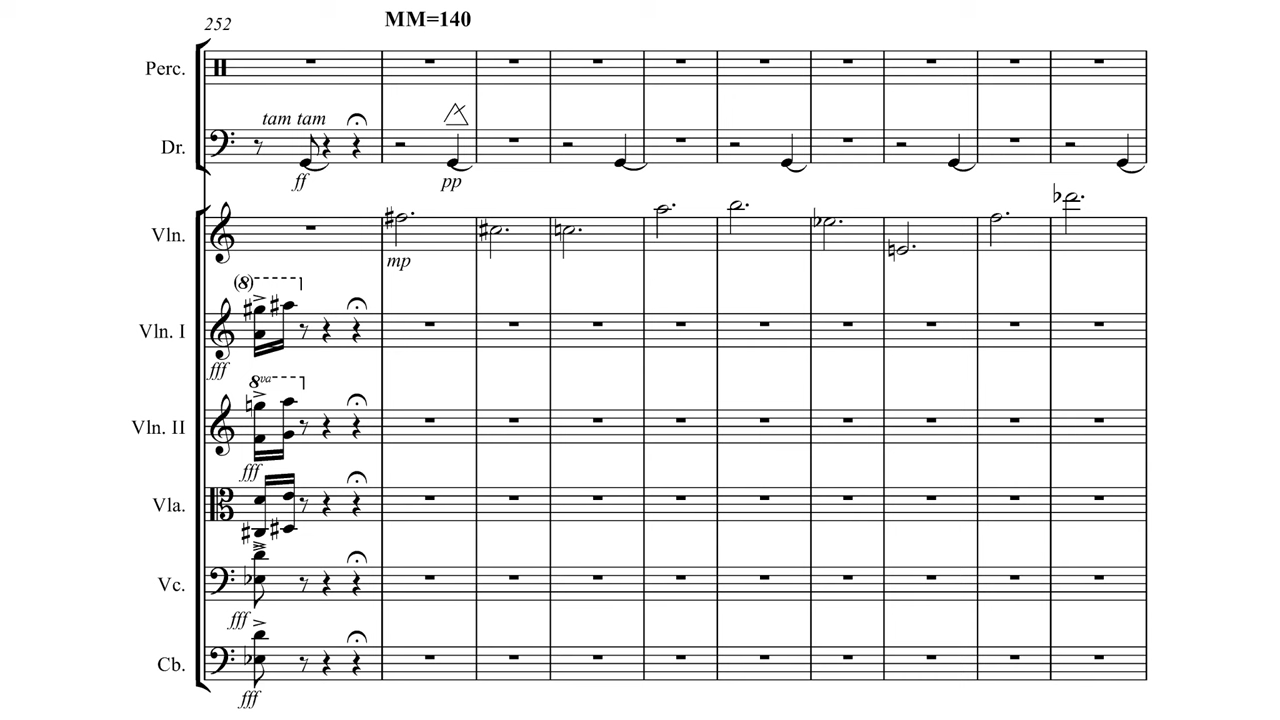 252
MM=140
Perc.
tam tam
Dr.
ff
pp
Vln.
mp
(8)
Vln. I
fff
8va
Vln. II
fff
Vla.
Vc.
fff
Cb.
fff